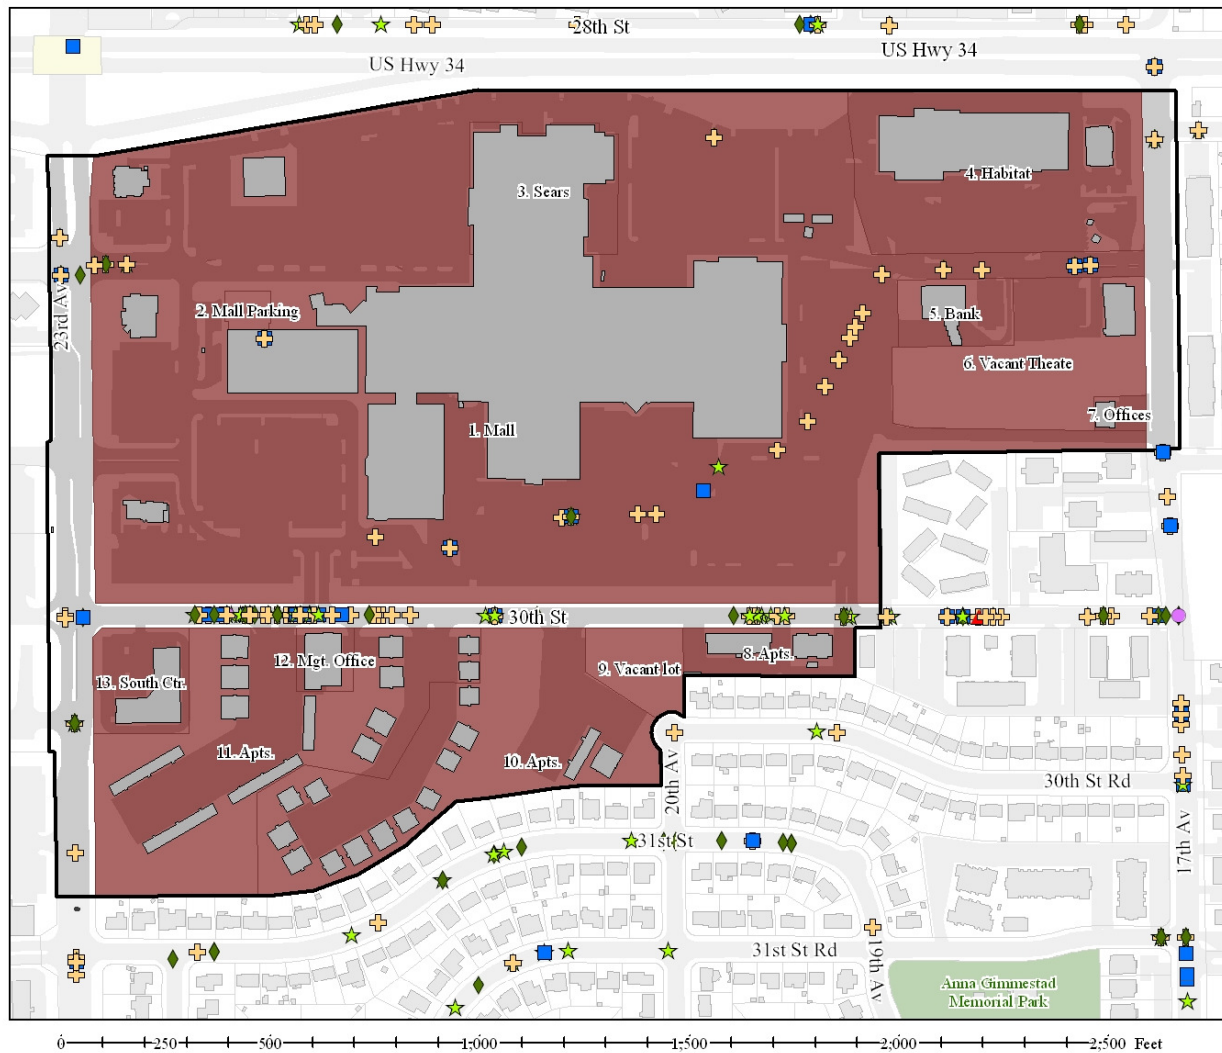 28th St
US Hwy 34
US Hwy 34
3. Sears
4. Habitat
23rd Av
2. Mall Parking
5. Bank
6. Vacant Theate
7. Offices
1. Mall
30th St
12. Mgt. Office
8. Apts.
9. Vacant lot
13. South Ctr.
11. Apts.
10. Apts.
20th Av
30th St Rd
31st St
17th Av
31st St Rd
19th Av
Anna Gimmestad
Memorial Park
0 250 500 1,000 1,500 2,000 2,500 Feet